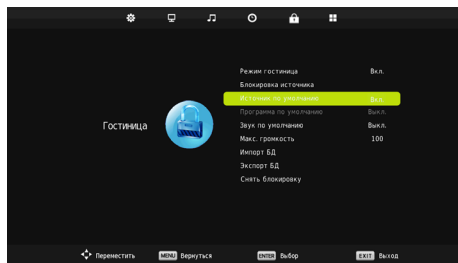 Режим гостиница Вкл.
Блокировка источника
Источник по умолчанию Вкл.
Программа по умолчанию Выкл.
Звук по умолчанию Выкл.
Макс. громкость 100
Импорт БД
Экспорт БД
Снять блокировку
Гостиница
Переместить MENU Вернуться ENTER Выбор EXIT Выход